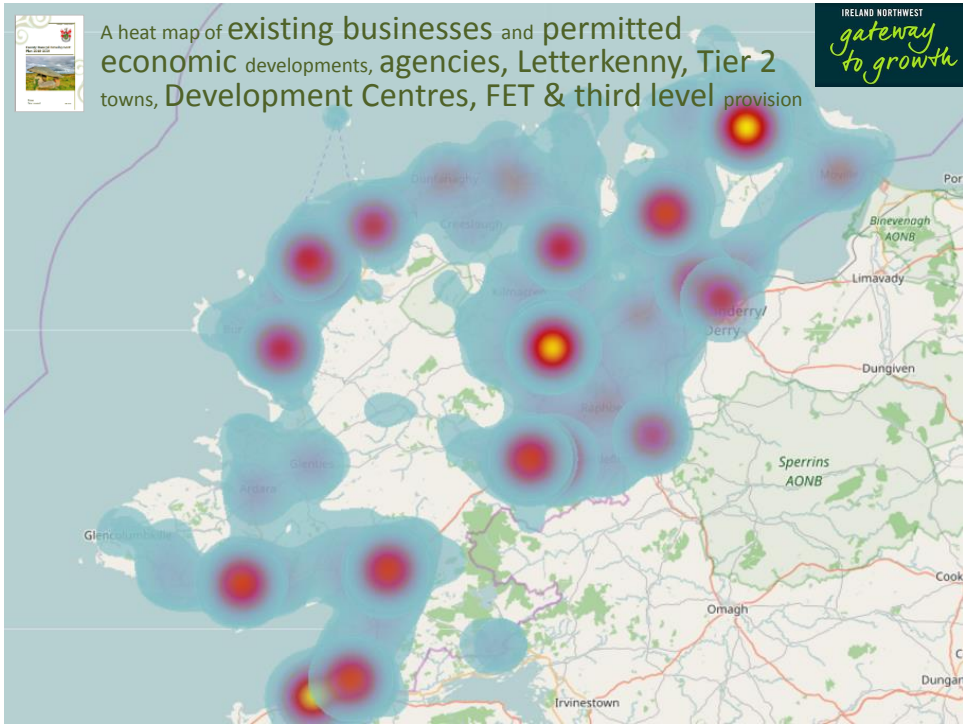 A heat map of existing businesses and permitted
economic developments, agencies, Letterkenny, Tier 2
towns, Development Centres, FET & third level provision
IRELAND NORTHWEST
gateway
to growth
Dunfanaghy
Creeslough
Moville
Por
Binevenagh
AONB
Limavady
Derry
Dungiven
Raphoe
Sperrins
AONB
Glenties
Ardara
Glencolumbkille
Cook
Omagh
Irvinestown
Dungan